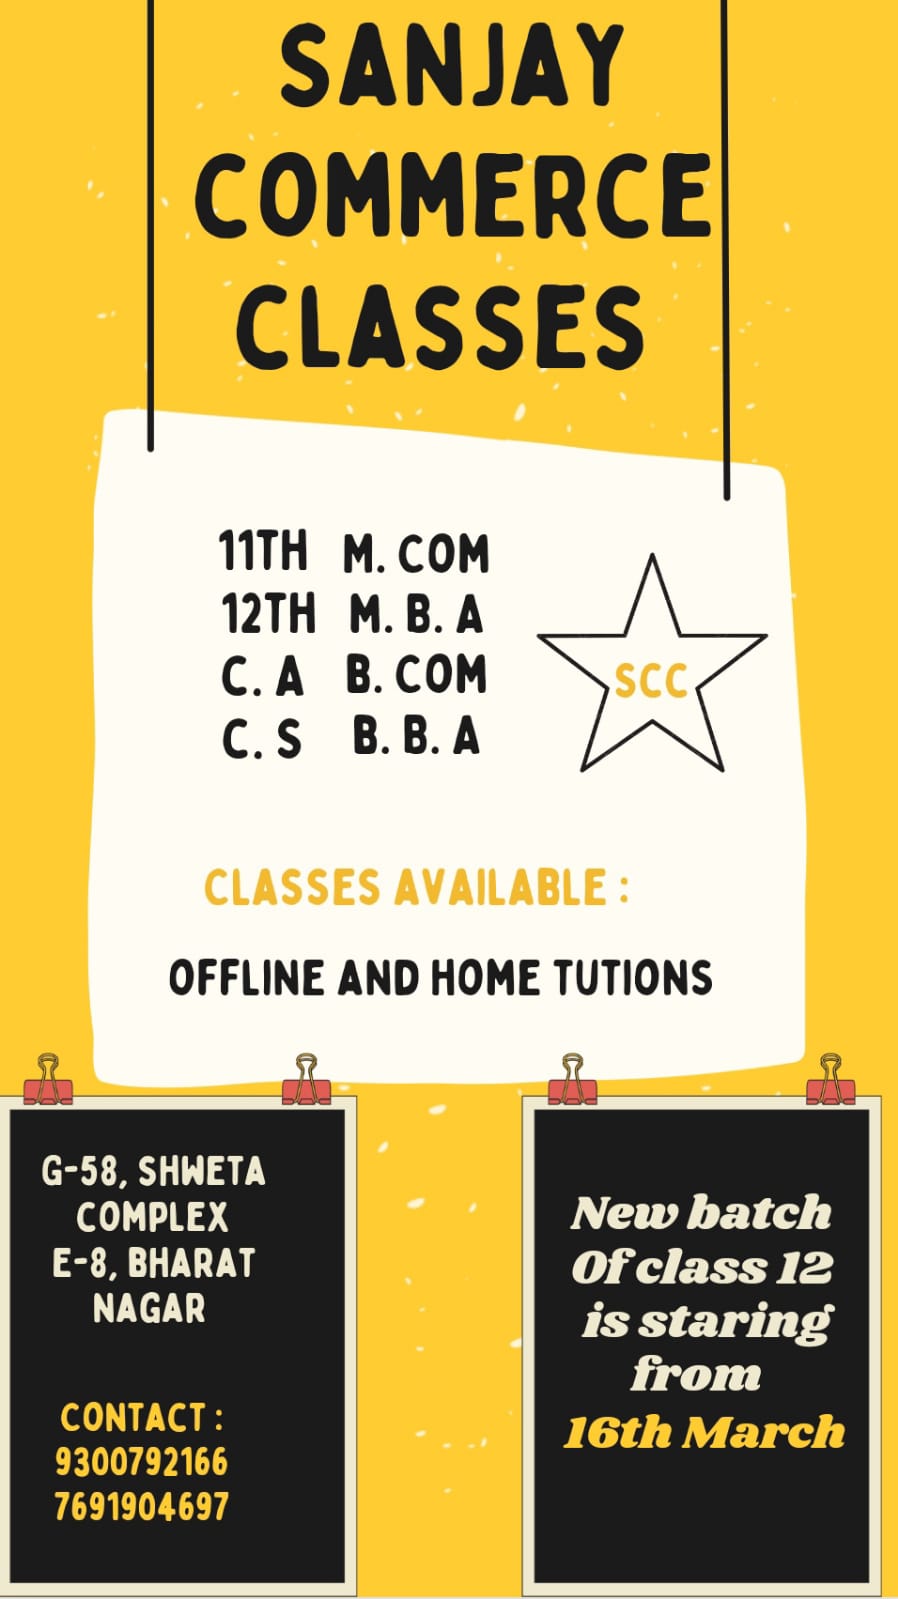 SANJAY
COMMERCE
CLASSES
11TH M. COM
12TH M. B. A
C. A B. COM
C. S B. B. A
SCC
CLASSES AVAILABLE :
OFFLINE AND HOME TUTIONS
G-58, SHWETA
COMPLEX
E-8, BHARAT
NAGAR
CONTACT :
9300792166
7691904697
New batch
Of class 12
is staring
from
16th March